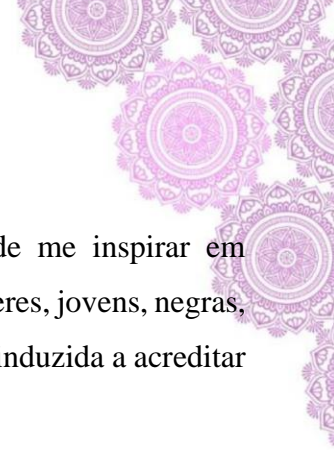 de me inspirar em
eres, jovens, negras,
induzida a acreditar